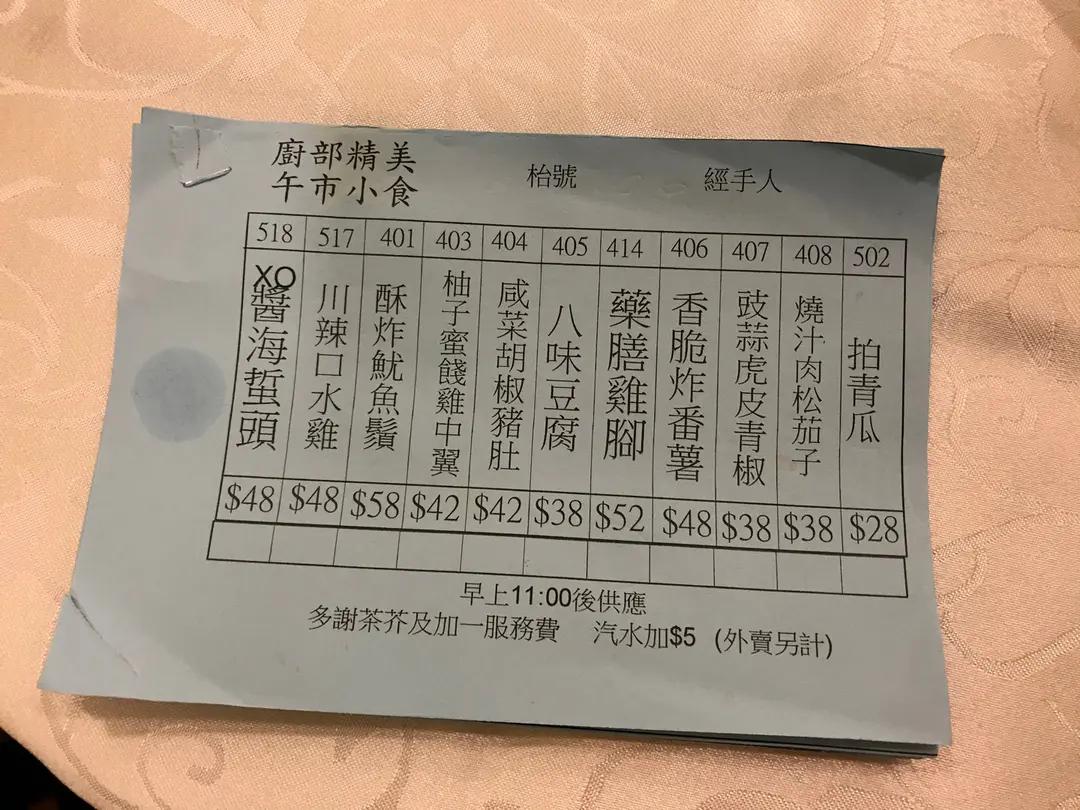 廚部精美
午市小食
枱號
經手人
518 517 401 403 404 405 414 406 407 408 502
XO醬海蜇頭
川辣口水雞
酥炸魷魚鬚
柚子蜜餞雞中翼
咸菜胡椒豬肚
八味豆腐
藥膳雞腳
香脆炸番薯
豉蒜虎皮青椒
燒汁肉松茄子
拍青瓜
$48 $48 $58 $42 $42 $38 $52 $48 $38 $38 $28
早上11:00後供應
多謝茶芥及加一服務費 汽水加$5 (外賣另計)